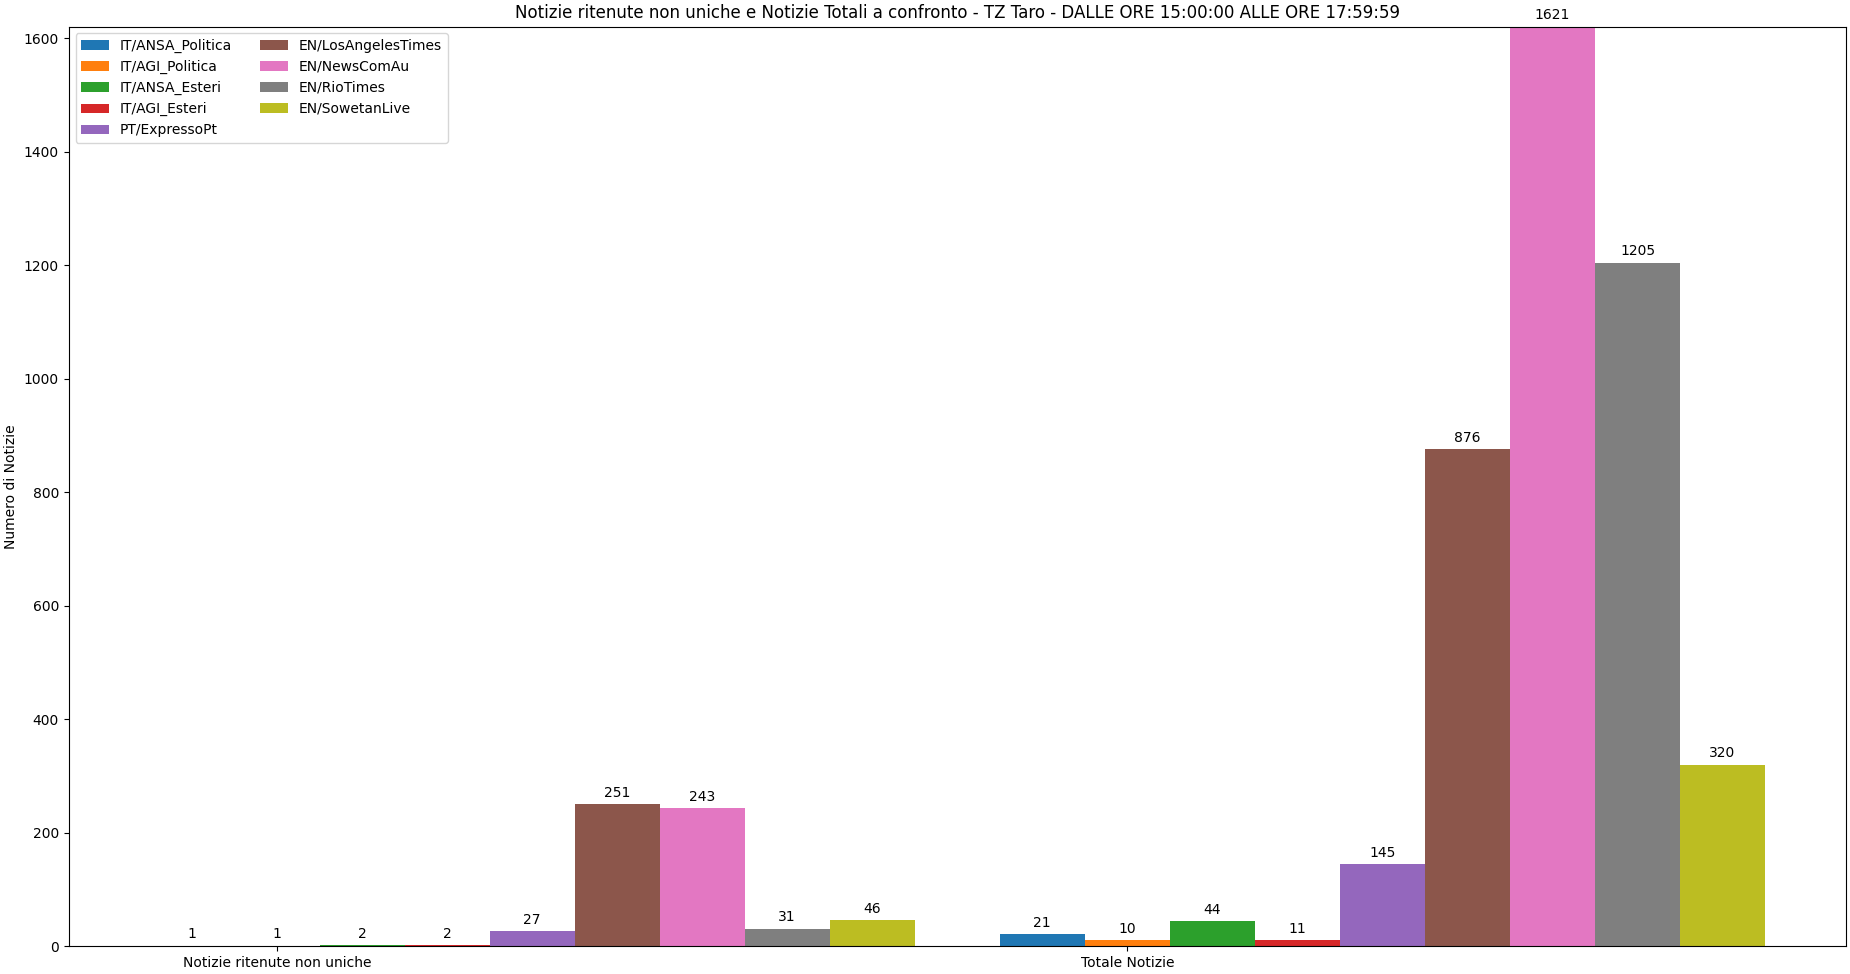 Notizie ritenute non uniche e Notizie Totali a confronto - TZ Taro - DALLE ORE 15:00:00 ALLE ORE 17:59:59
IT/ANSA_Politica
IT/AGI_Politica
IT/ANSA_Esteri
IT/AGI_Esteri
PT/ExpressoPt
EN/LosAngelesTimes
EN/NewsComAu
EN/RioTimes
EN/SowetanLive
Numero di Notizie
1600
1400
1200
1000
800
600
400
200
0
1
1
2
2
27
251
243
31
46
21
10
44
11
145
876
1621
1205
320
Notizie ritenute non uniche
Totale Notizie